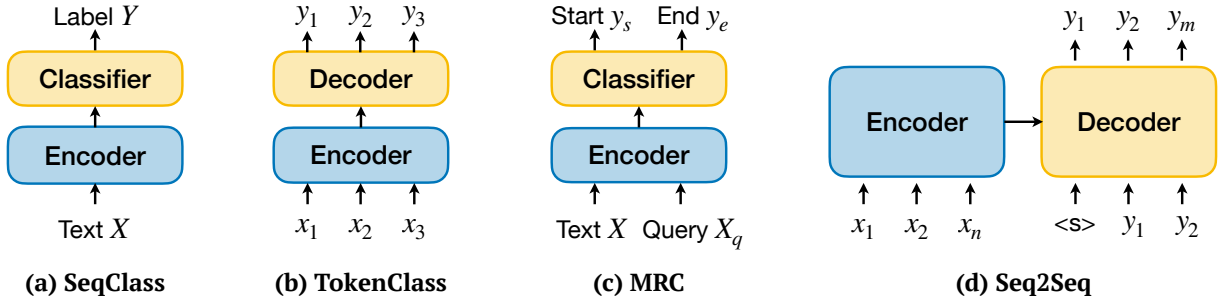 Label Y
Classifier
Encoder
Text X
(a) SeqClass
y1 y2 y3
Decoder
Encoder
x1 x2 x3
(b) TokenClass
Start ys End ye
Classifier
Encoder
Text X Query Xq
(c) MRC
y1 y2 ym
Encoder Decoder
x1 x2 xn <s> y1 y2
(d) Seq2Seq